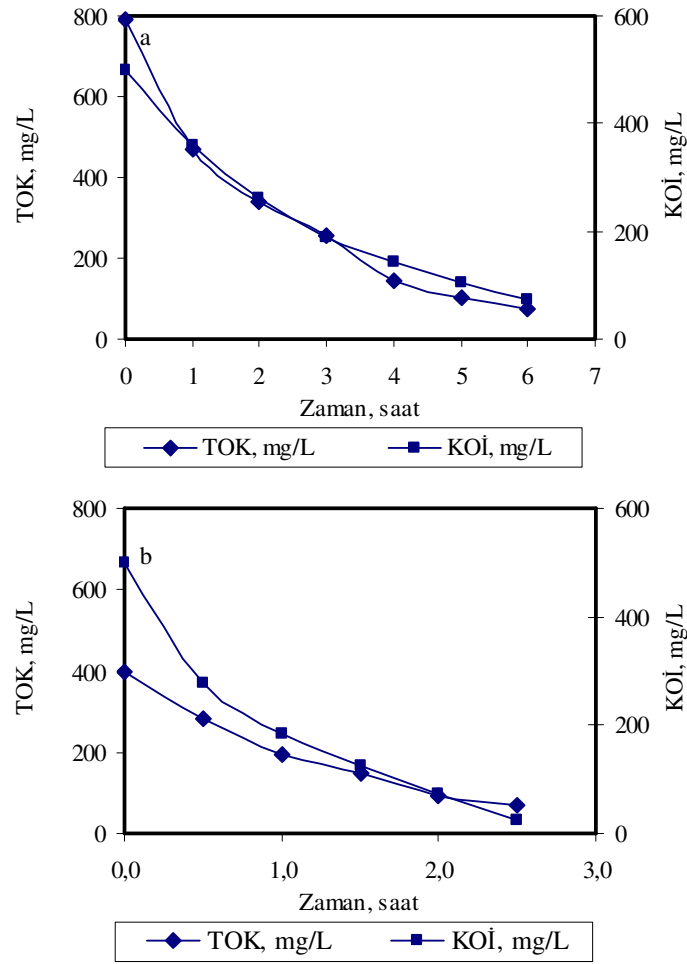 a
800
600
400
200
0
TOK, mg/L
600
400
200
0
KOİ, mg/L
0 1 2 3 4 5 6 7
Zaman, saat
TOK, mg/L KOİ, mg/L
b
800
600
400
200
0
TOK, mg/L
600
400
200
0
KOİ, mg/L
0,0 1,0 2,0 3,0
Zaman, saat
TOK, mg/L KOİ, mg/L